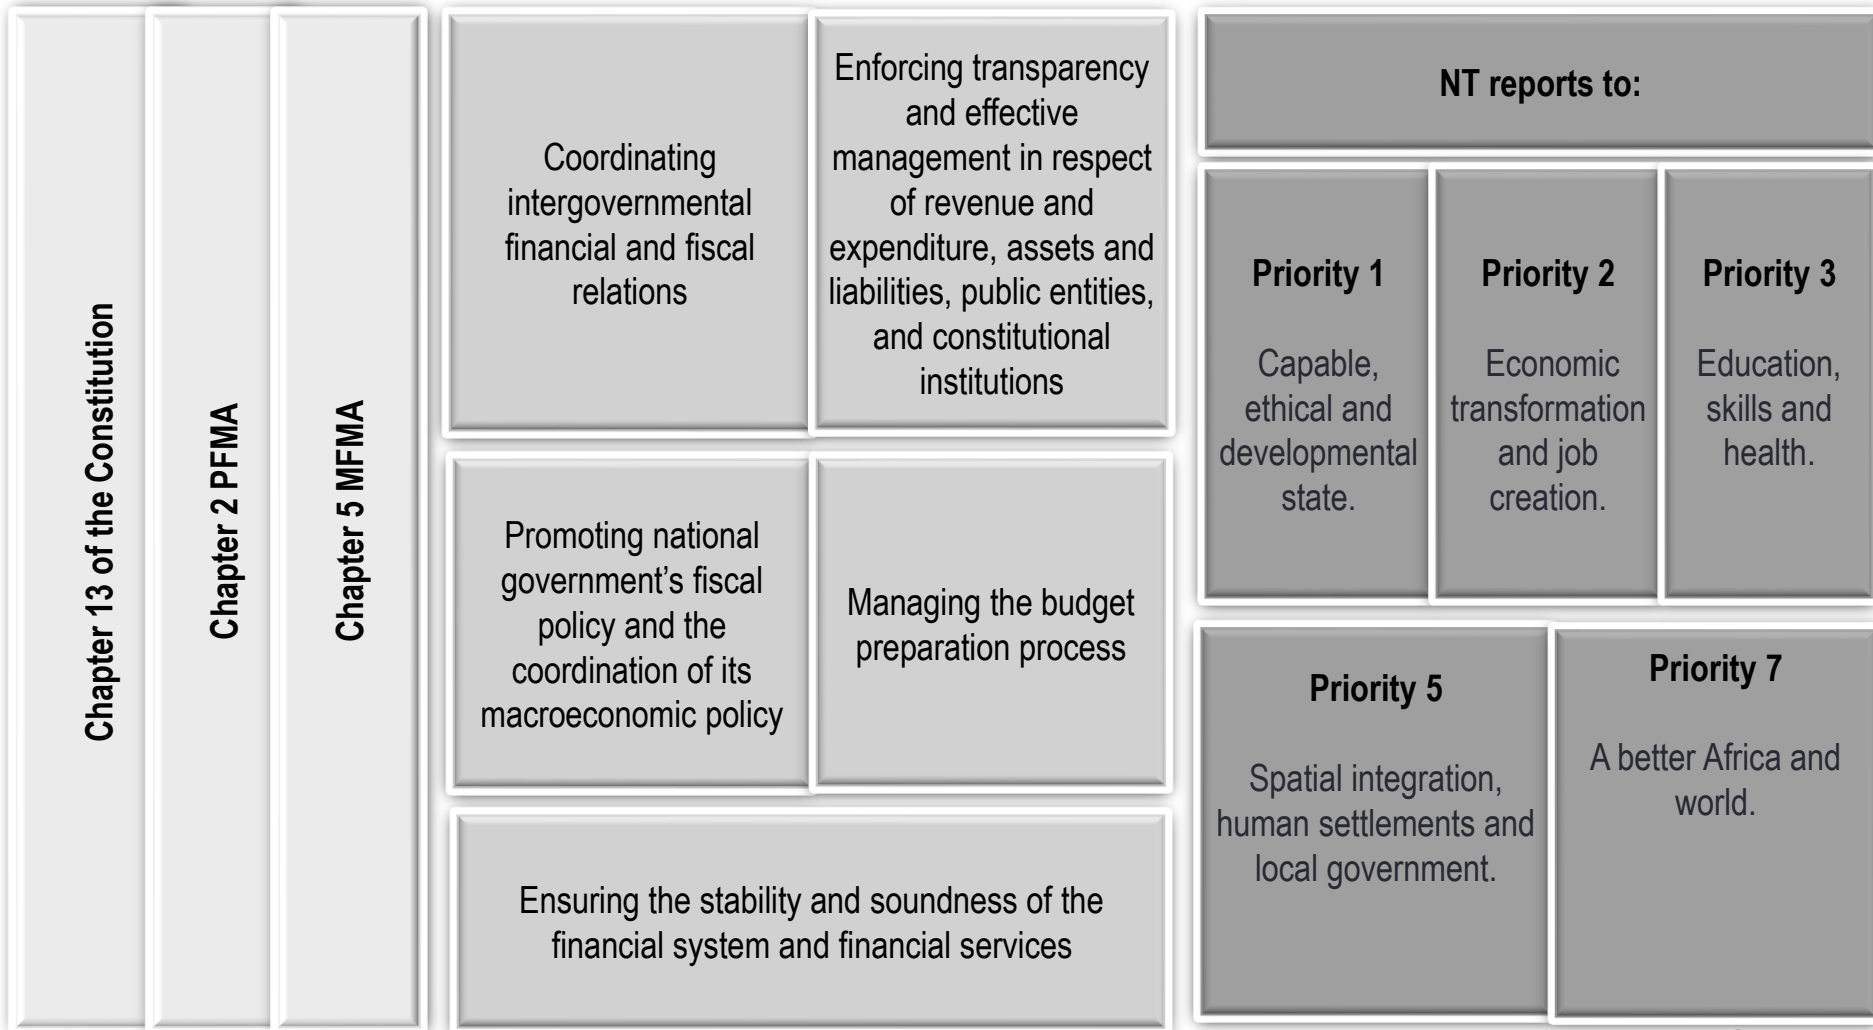 Chapter 13 of the Constitution
Chapter 2 PFMA
Chapter 5 MFMA
Coordinating
intergovernmental
financial and fiscal
relations
Enforcing transparency
and effective
management in respect
of revenue and
expenditure, assets and
liabilities, public entities,
and constitutional
institutions
Promoting national
government’s fiscal
policy and the
coordination of its
macroeconomic policy
Managing the budget
preparation process
Ensuring the stability and soundness of the
financial system and financial services
NT reports to:
Priority 1
Capable,
ethical and
developmental
state.
Priority 2
Economic
transformation
and job
creation.
Priority 3
Education,
skills and
health.
Priority 5
Spatial integration,
human settlements and
local government.
Priority 7
A better Africa and
world.